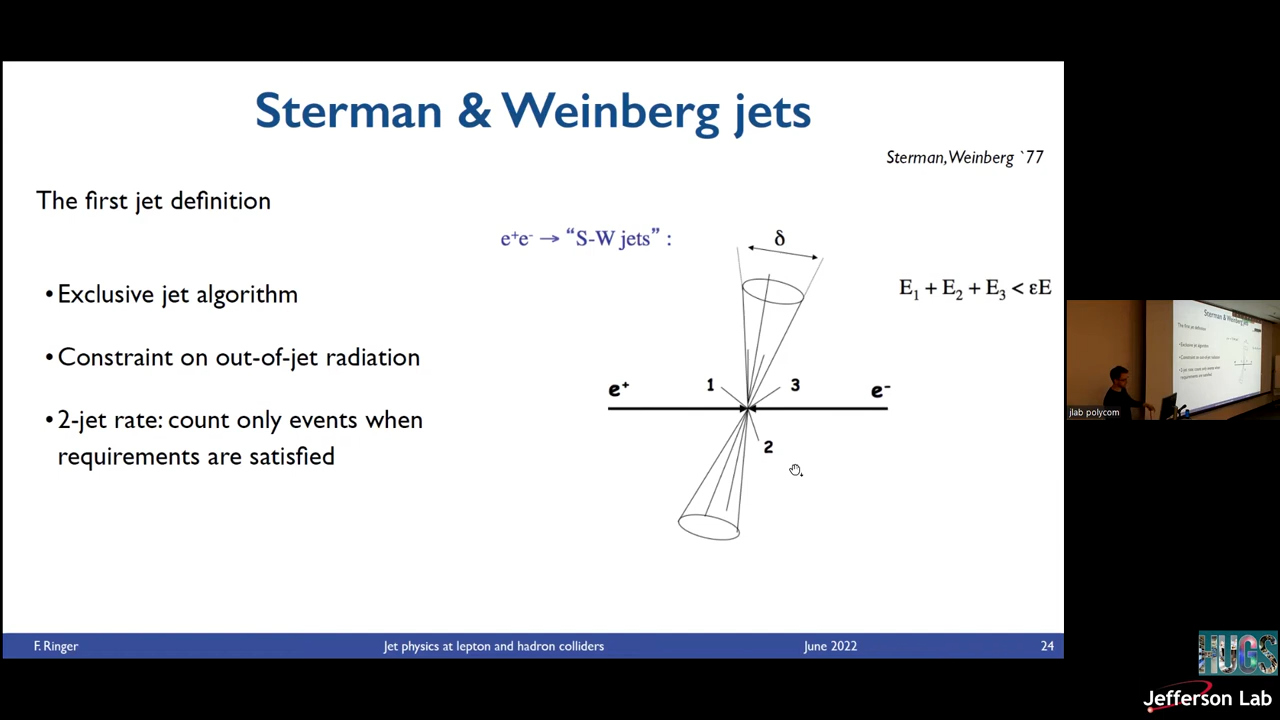 Sterman & Weinberg jets
Sterman, Weinberg `77
The first jet definition
e⁺e⁻ → “S-W jets” :
δ
•Exclusive jet algorithm
E₁ + E₂ + E₃ < εE
•Constraint on out-of-jet radiation
e⁺
1
3
e⁻
•2-jet rate: count only events when
requirements are satisfied
2
jlab polycom
F. Ringer
Jet physics at lepton and hadron colliders
June 2022
24
HUGS
Jefferson Lab